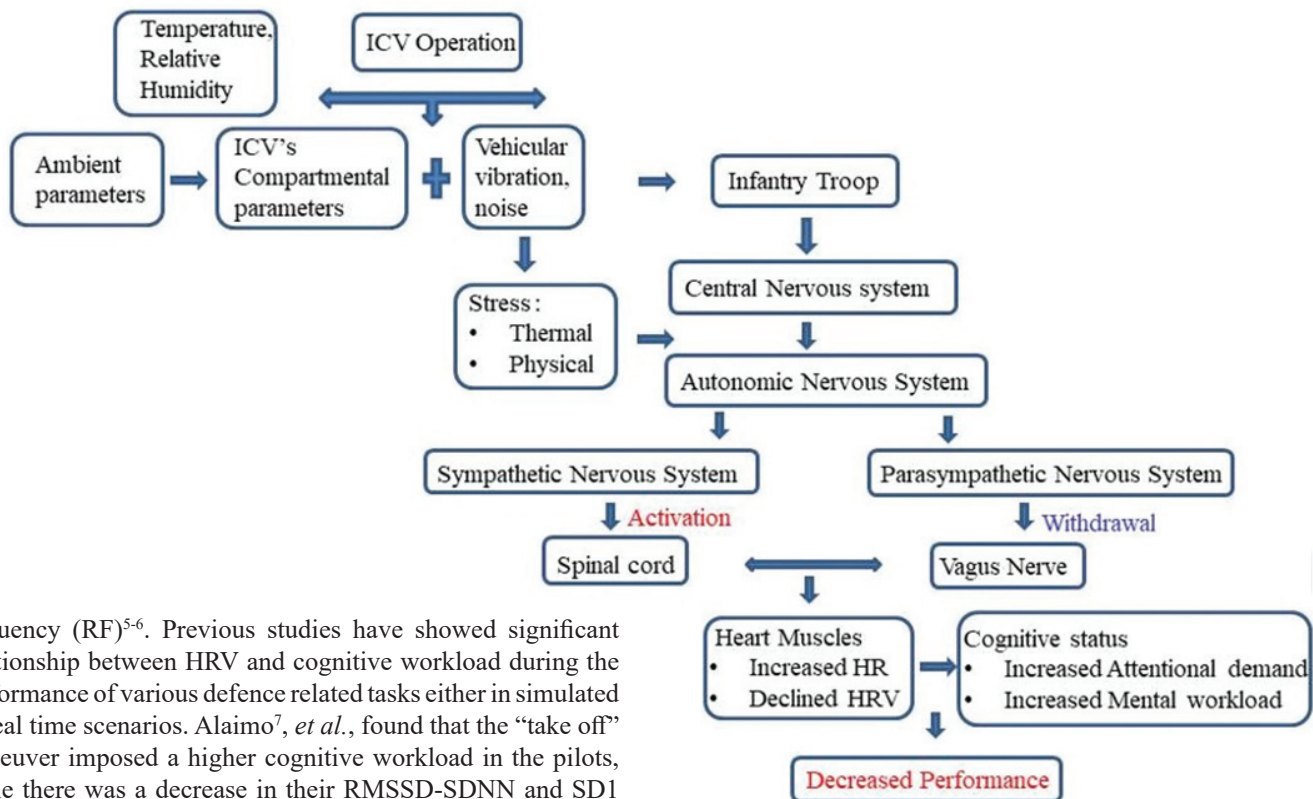 Temperature,
Relative
Humidity
ICV Operation
Ambient
parameters
ICV's
Compartmental
parameters
Vehicular
vibration,
noise
Infantry Troop
Central Nervous system
Stress :
• Thermal
• Physical
Autonomic Nervous System
Sympathetic Nervous System
Parasympathetic Nervous System
Activation
Withdrawal
Spinal cord
Vagus Nerve
Heart Muscles
• Increased HR
• Declined HRV
Cognitive status
• Increased Attentional demand
• Increased Mental workload
Decreased Performance
uency (RF)5-6. Previous studies have showed significant
tionship between HRV and cognitive workload during the
formance of various defence related tasks either in simulated
eal time scenarios. Alaimo7, et al., found that the “take off”
euver imposed a higher cognitive workload in the pilots,
le there was a decrease in their RMSSD-SDNN and SD1